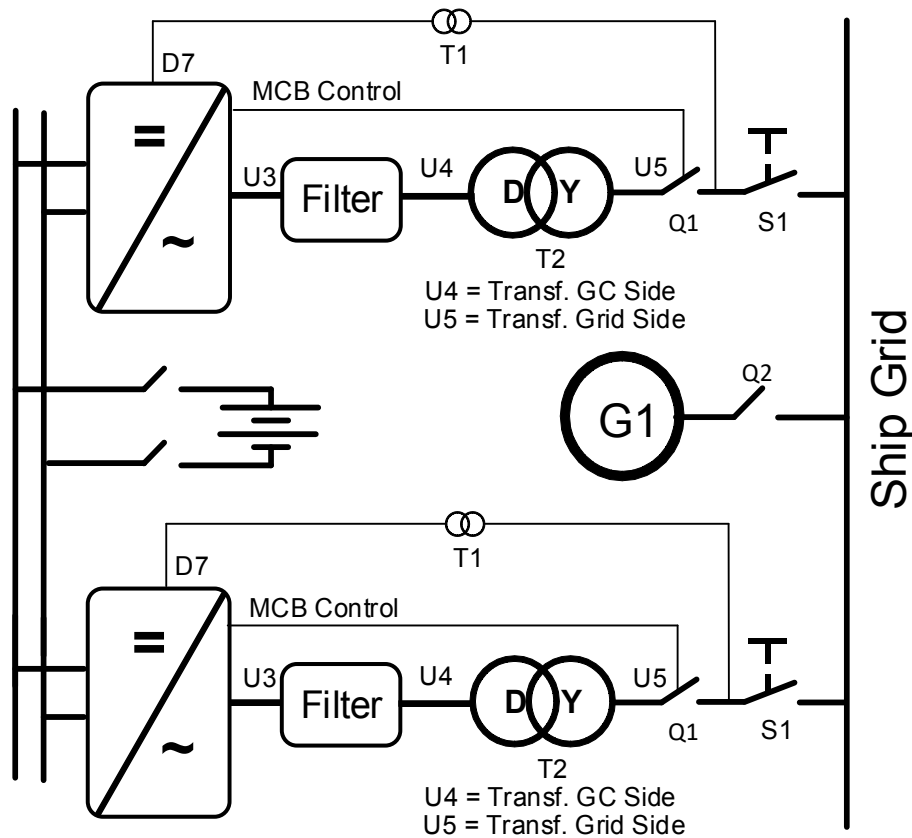 T1
D7
MCB Control
=
~
U3
Filter
U4
D
Y
U5
Q1
S1
T2
U4 = Transf. GC Side
U5 = Transf. Grid Side
G1
Q2
Ship Grid
T1
D7
MCB Control
=
~
U3
Filter
U4
D
Y
U5
Q1
S1
T2
U4 = Transf. GC Side
U5 = Transf. Grid Side